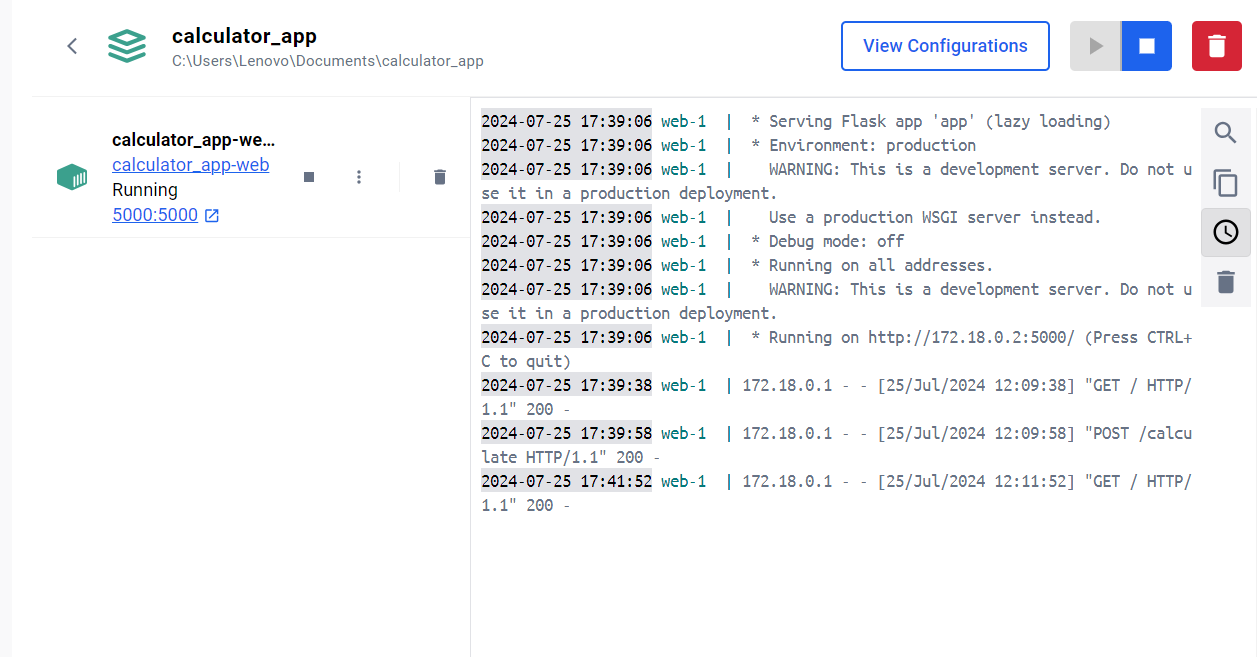 calculator_app
C:\Users\Lenovo\Documents\calculator_app
View Configurations
calculator_app-we...
calculator_app-web
Running
5000:5000
2024-07-25 17:39:06 web-1  |  * Serving Flask app 'app' (lazy loading)
2024-07-25 17:39:06 web-1  |  * Environment: production
2024-07-25 17:39:06 web-1  |    WARNING: This is a development server. Do not u
se it in a production deployment.
2024-07-25 17:39:06 web-1  |    Use a production WSGI server instead.
2024-07-25 17:39:06 web-1  |  * Debug mode: off
2024-07-25 17:39:06 web-1  |  * Running on all addresses.
2024-07-25 17:39:06 web-1  |    WARNING: This is a development server. Do not u
se it in a production deployment.
2024-07-25 17:39:06 web-1  |  * Running on http://172.18.0.2:5000/ (Press CTRL+
C to quit)
2024-07-25 17:39:38 web-1  | 172.18.0.1 - - [25/Jul/2024 12:09:38] "GET / HTTP/
1.1" 200 -
2024-07-25 17:39:58 web-1  | 172.18.0.1 - - [25/Jul/2024 12:09:58] "POST /calcu
late HTTP/1.1" 200 -
2024-07-25 17:41:52 web-1  | 172.18.0.1 - - [25/Jul/2024 12:11:52] "GET / HTTP/
1.1" 200 -